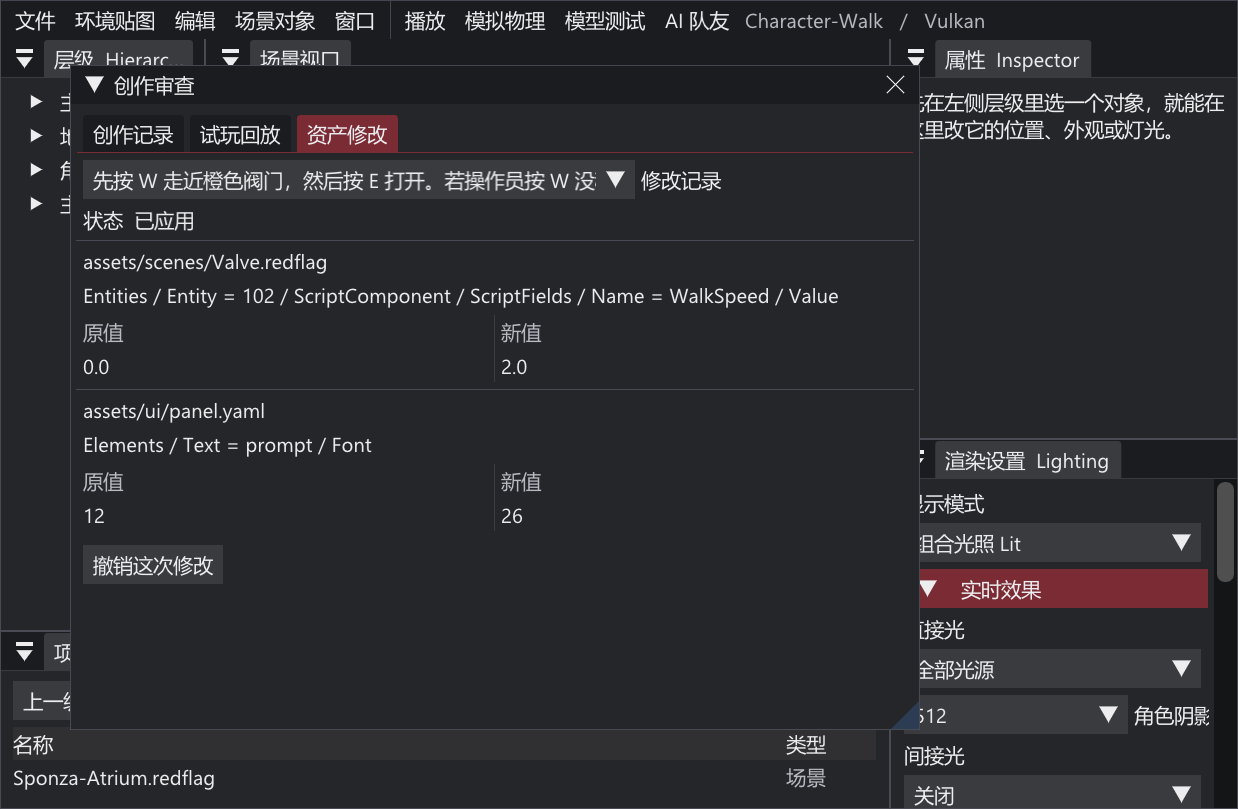 文件 环境贴图 编辑 场景对象 窗口 播放 模拟物理 模型测试 AI 队友 Character-Walk / Vulkan
层级 Hierarc... 场景视口 属性 Inspector
创作审查
在左侧层级里选一个对象，就能在
里改它的位置、外观或灯光。
创作记录 试玩回放 资产修改
先按 W 走近橙色阀门，然后按 E 打开。若操作员按 W 没 修改记录
状态 已应用
assets/scenes/Valve.redflag
Entities / Entity = 102 / ScriptComponent / ScriptFields / Name = WalkSpeed / Value
原值 新值
0.0 2.0
assets/ui/panel.yaml
Elements / Text = prompt / Font
原值 新值
12 26
撤销这次修改
渲染设置 Lighting
显示模式
组合光照 Lit
实时效果
直接光
全部光源
512 角色阴影
间接光
关闭
项
上一级
名称 类型
Sponza-Atrium.redflag 场景